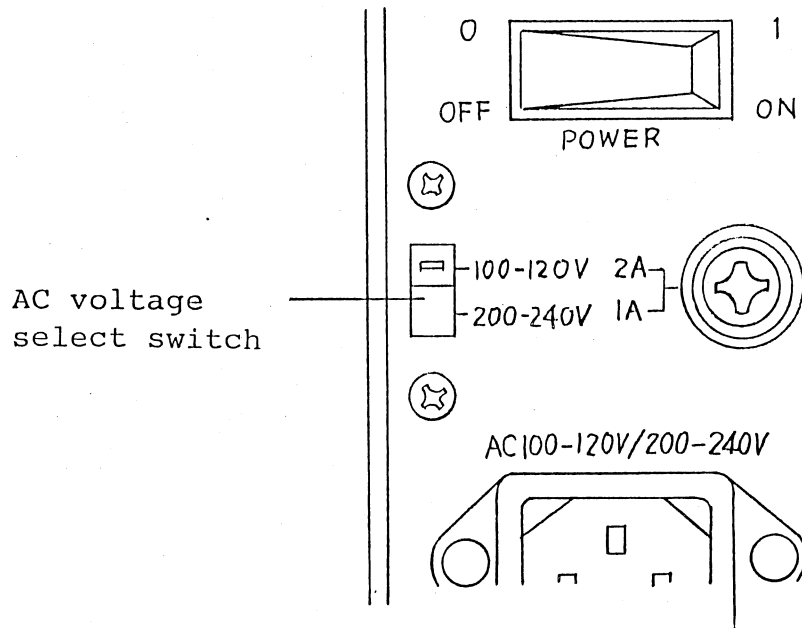 0 1
OFF ON
POWER
100-120V 2A
AC voltage
select switch
200-240V 1A
AC100-120V/200-240V